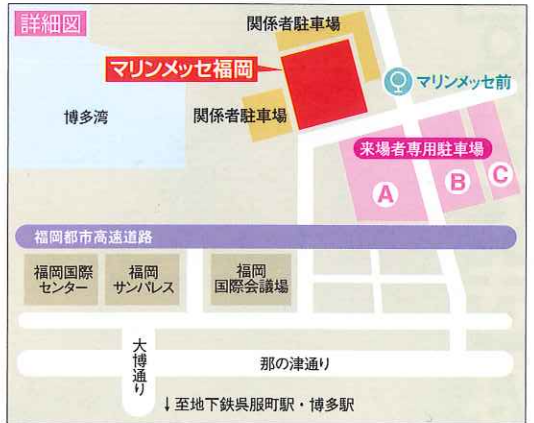 詳細図
関係者駐車場
マリンメッセ福岡
マリンメッセ前
博多湾
関係者駐車場
来場者専用駐車場
A
B
C
福岡都市高速道路
福岡国際
センター
福岡
サンパレス
福岡
国際会議場
大博通り
那の津通り
↓至地下鉄呉服町駅・博多駅